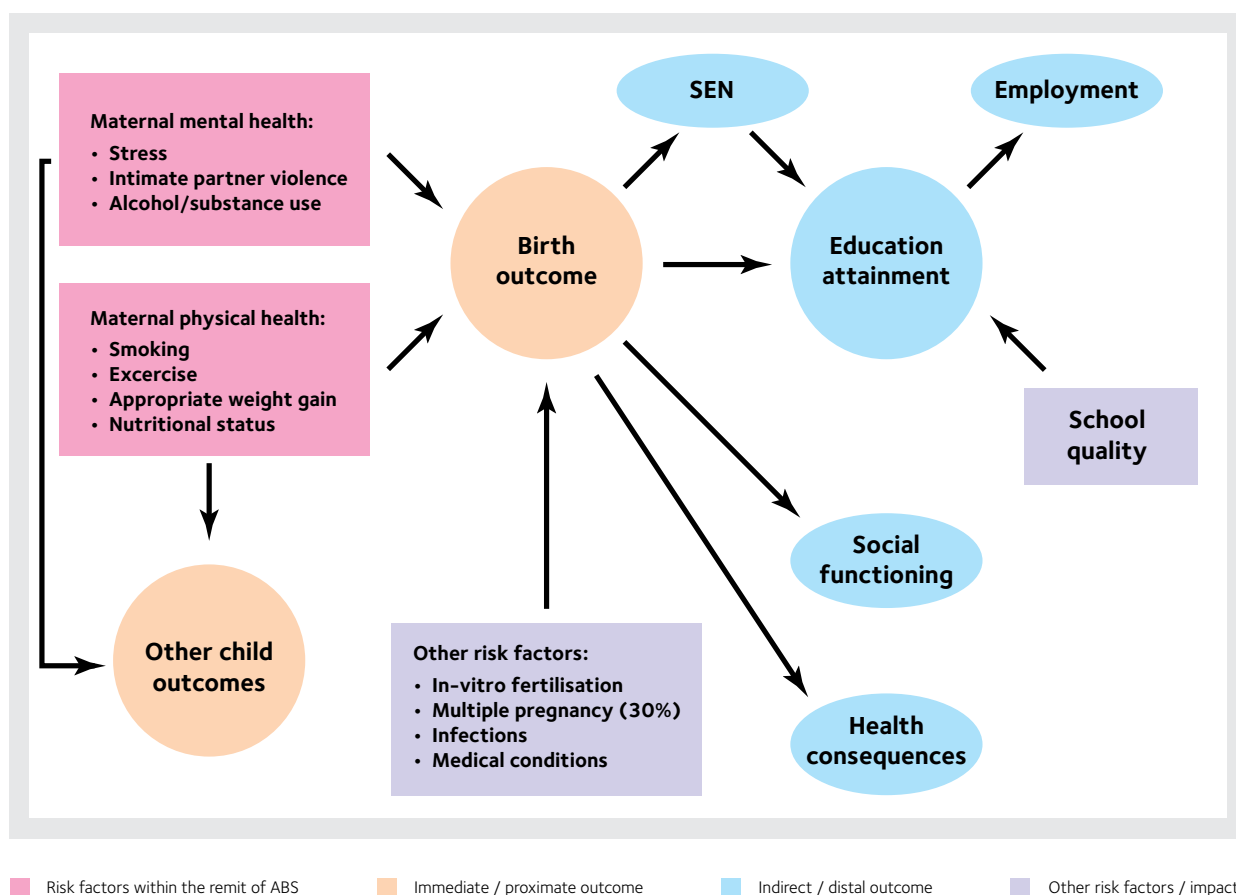 Maternal mental health:
• Stress
• Intimate partner violence
• Alcohol/substance use
Maternal physical health:
• Smoking
• Excercise
• Appropriate weight gain
• Nutritional status
Other child
outcomes
Birth
outcome
SEN
Education
attainment
Employment
School
quality
Social
functioning
Health
consequences
Other risk factors:
• In-vitro fertilisation
• Multiple pregnancy (30%)
• Infections
• Medical conditions
Risk factors within the remit of ABS
Immediate / proximate outcome
Indirect / distal outcome
Other risk factors / impact